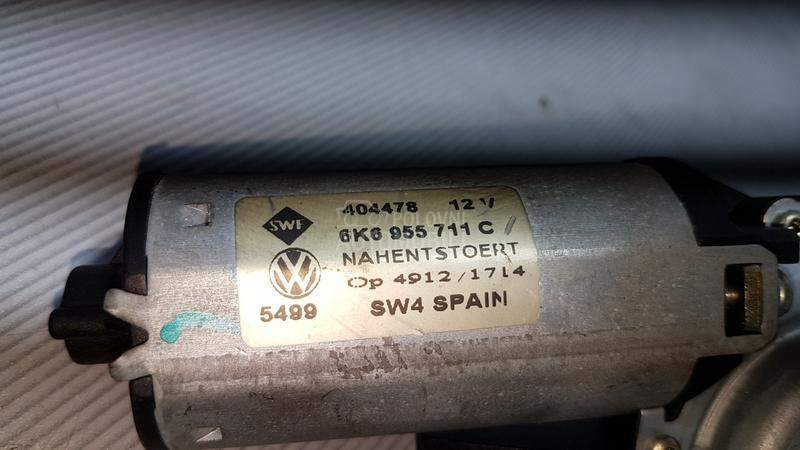 SWF
404478 12 V
6K6 955 711 C
NAHENTSTOERT
Op 4912/1714
5499
SW4 SPAIN